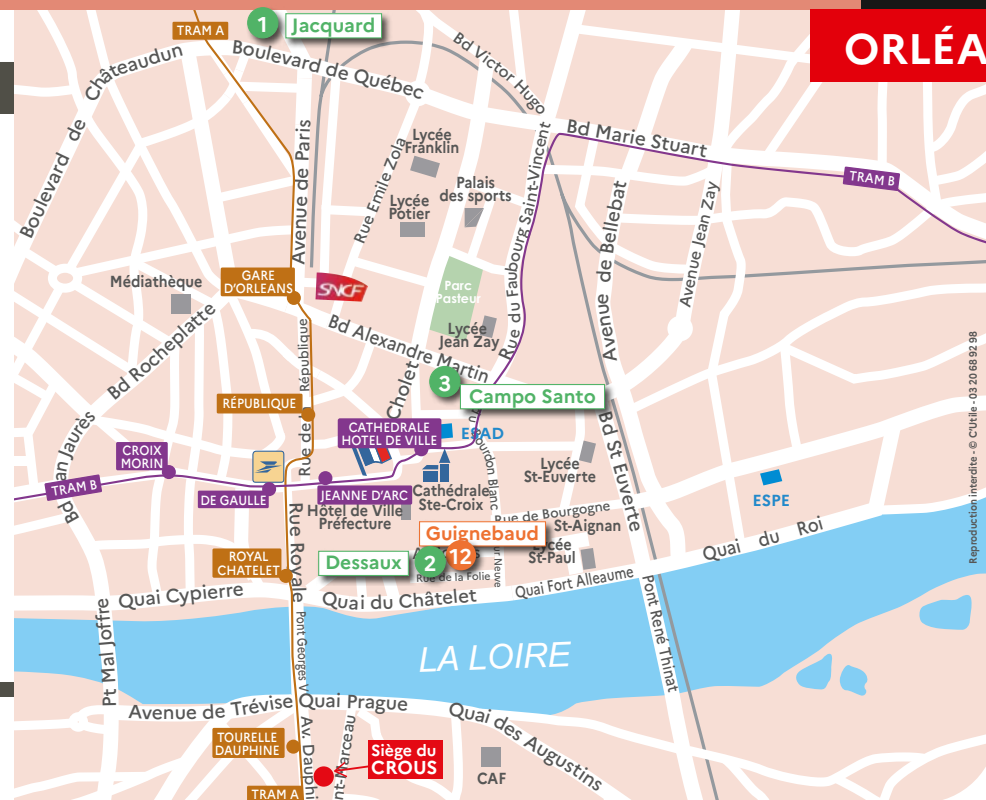 ORLÉA
TRAM A
1
Jacquard
Boulevard de Châteaudun
Boulevard de Québec
Bd Victor Hugo
Bd Marie Stuart
TRAM B
Avenue de Paris
Rue Emile Zola
Lycée
Franklin
Palais
des sports
Lycée
Potier
Rue du Faubourg Saint-Vincent
Avenue de Bellebat
Avenue Jean Zay
Médiathèque
GARE
D'ORLEANS
SNCF
Parc
Pasteur
Lycée
Jean Zay
Bd Rocheplatte
Bd Alexandre Martin
République
Rue de
RÉPUBLIQUE
Cholet
3
Campo Santo
CATHEDRALE
HOTEL DE VILLE
Bd St Euverte
CROIX
MORIN
TRAM B
DE GAULLE
JEANNE D'ARC
Hôtel de Ville
Préfecture
Cathédrale
Ste-Croix
Lycée
St-Euverte
ESPE
Rue de Bourgogne
St-Aignan
Guignebaud
Lycée
St-Paul
Dessaux
2
12
Rue de la Folie
Rue Royale
ROYAL
CHATELET
Quai Cypierre
Quai du Châtelet
Quai Fort Alleaume
Quai du Roi
Pt Mal Joffre
Pont Georges V
LA LOIRE
Pont René Thinat
Avenue de Trévise
Quai Prague
Quai des Augustins
TOURELLE
DAUPHINE
Av. Dauphi
nt-Marceau
Siège du
CROUS
CAF
TRAM A
Reproduction interdite - © C'Utile - 03 20 68 92 98